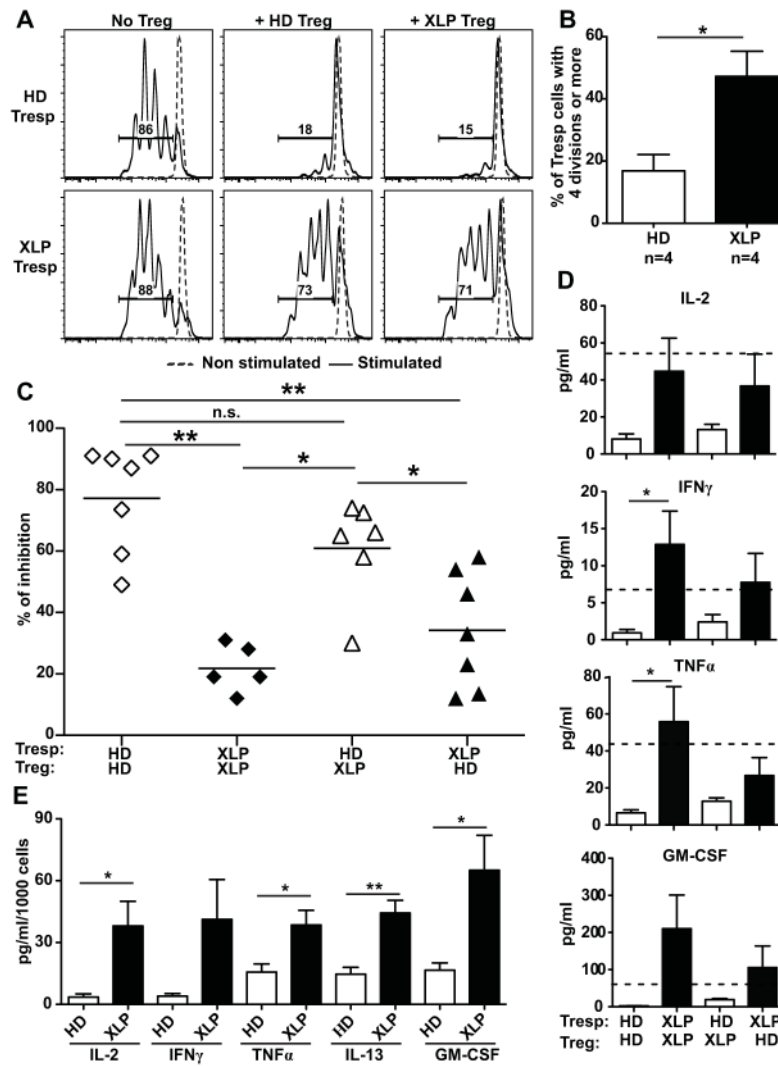 A
No Treg
+ HD Treg
+ XLP Treg
HD
Tresp
86
18
15
XLP
Tresp
88
73
71
Non stimulated
Stimulated
B
% of Tresp cells with
4 divisions or more
60
40
20
0
*
HD
n=4
XLP
n=4
C
% of inhibition
100
80
60
40
20
0
**
n.s.
**
*
*
Tresp: HD XLP HD XLP
Treg: HD XLP XLP HD
D
IL-2
pg/ml
80
60
40
20
0
IFNγ
pg/ml
20
15
10
5
0
*
TNFα
pg/ml
80
60
40
20
0
*
GM-CSF
pg/ml
400
300
200
100
0
Tresp: HD XLP HD XLP
Treg: HD XLP XLP HD
E
pg/ml/1000 cells
90
60
30
0
*
*
**
*
HD XLP HD XLP HD XLP HD XLP HD XLP
IL-2 IFNγ TNFα IL-13 GM-CSF